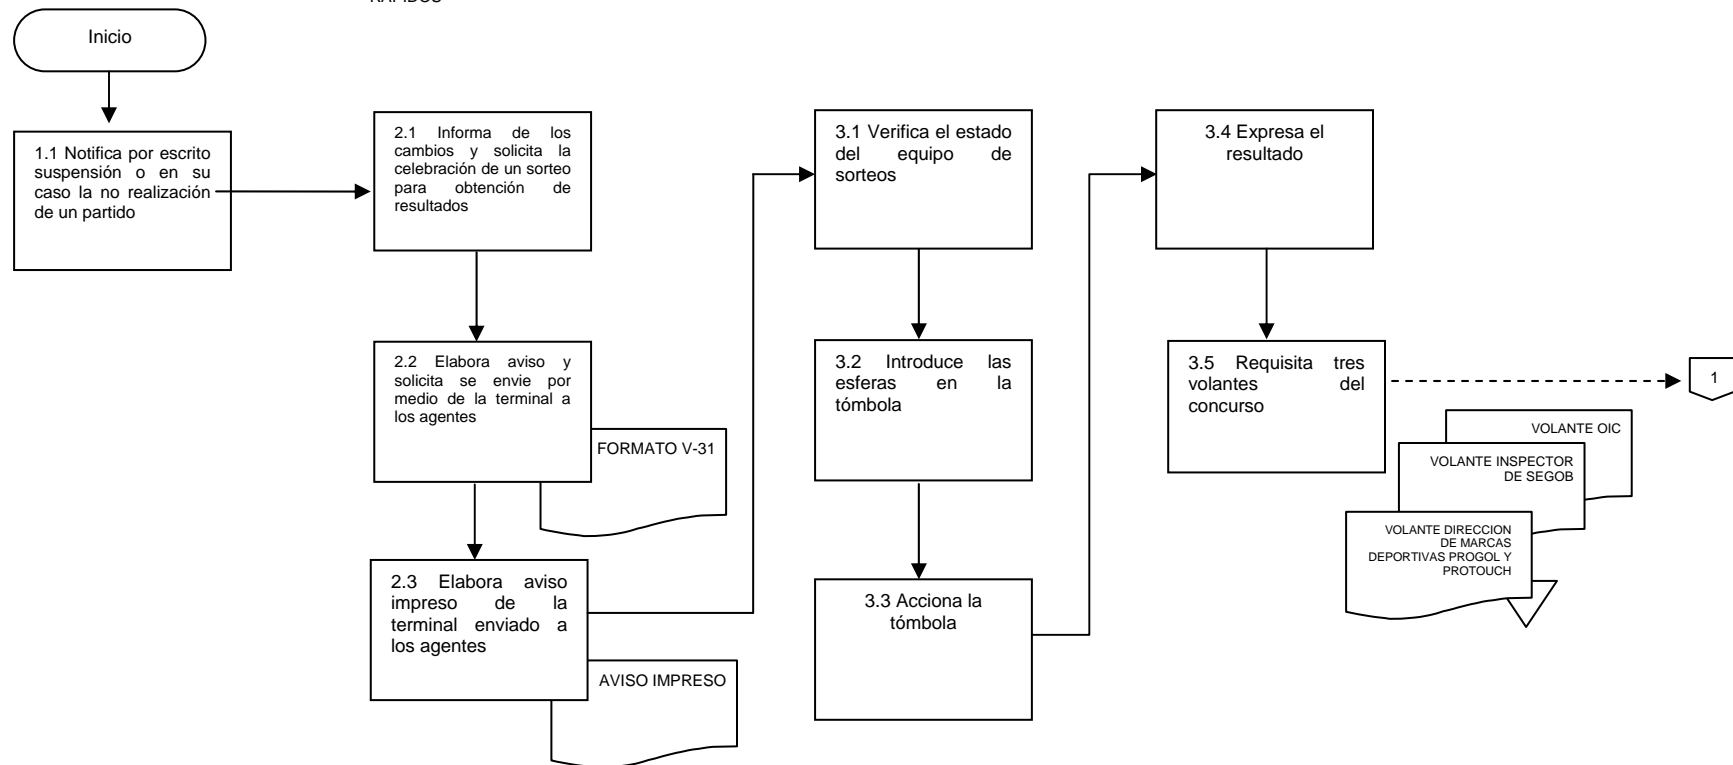 RÁPIDOS
Inicio
1.1 Notifica por escrito
suspensión o en su
caso la no realización
de un partido
2.1 Informa de los
cambios y solicita la
celebración de un sorteo
para obtención de
resultados
2.2 Elabora aviso y
solicita se envie por
medio de la terminal a
los agentes
FORMATO V-31
2.3 Elabora aviso
impreso de la
terminal enviado a
los agentes
AVISO IMPRESO
3.1 Verifica el estado
del equipo de
sorteos
3.2 Introduce las
esferas en la
tómbola
3.3 Acciona la
tómbola
3.4 Expresa el
resultado
3.5 Requisita tres
volantes del
concurso
1
VOLANTE OIC
VOLANTE INSPECTOR
DE SEGOB
VOLANTE DIRECCION
DE MARCAS
DEPORTIVAS PROGOL Y
PROTOUCH